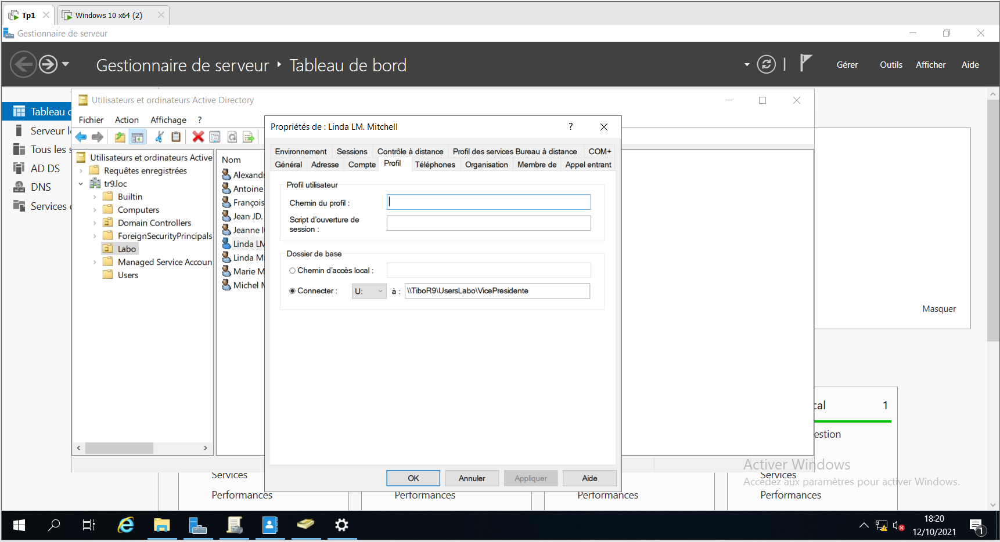 Tp1
Windows 10 x64 (2)
Gestionnaire de serveur
Gestionnaire de serveur
Tableau de bord
Gérer
Outils
Afficher
Aide
Tableau d
Serveur l
Tous les s
AD DS
DNS
Services
Utilisateurs et ordinateurs Active Directory
Fichier
Action
Affichage
?
Utilisateurs et ordinateurs Active
Requêtes enregistrées
tr9.loc
Builtin
Computers
Domain Controllers
ForeignSecurityPrincipals
Labo
Managed Service Accoun
Users
Nom
Alexand
Antoine
François
Jean JD.
Jeanne
Linda LM
Linda M
Marie M
Michel
Propriétés de : Linda LM. Mitchell
?
Environnement
Sessions
Contrôle à distance
Profil des services Bureau à distance
COM+
Général
Adresse
Compte
Profil
Téléphones
Organisation
Membre de
Appel entrant
Profil utilisateur
Chemin du profil :
Script d'ouverture de
session :
Dossier de base
Chemin d'accès local :
Connecter :
U:
à :
\\TiboR9\UsersLabo\VicePresidente
OK
Annuler
Appliquer
Aide
Masquer
cal
1
estion
Services
Performances
Performances
Performances
Services
Performances
Activer Windows
Accédez aux paramètres pour activer Windows.
18:20
12/10/2021
1